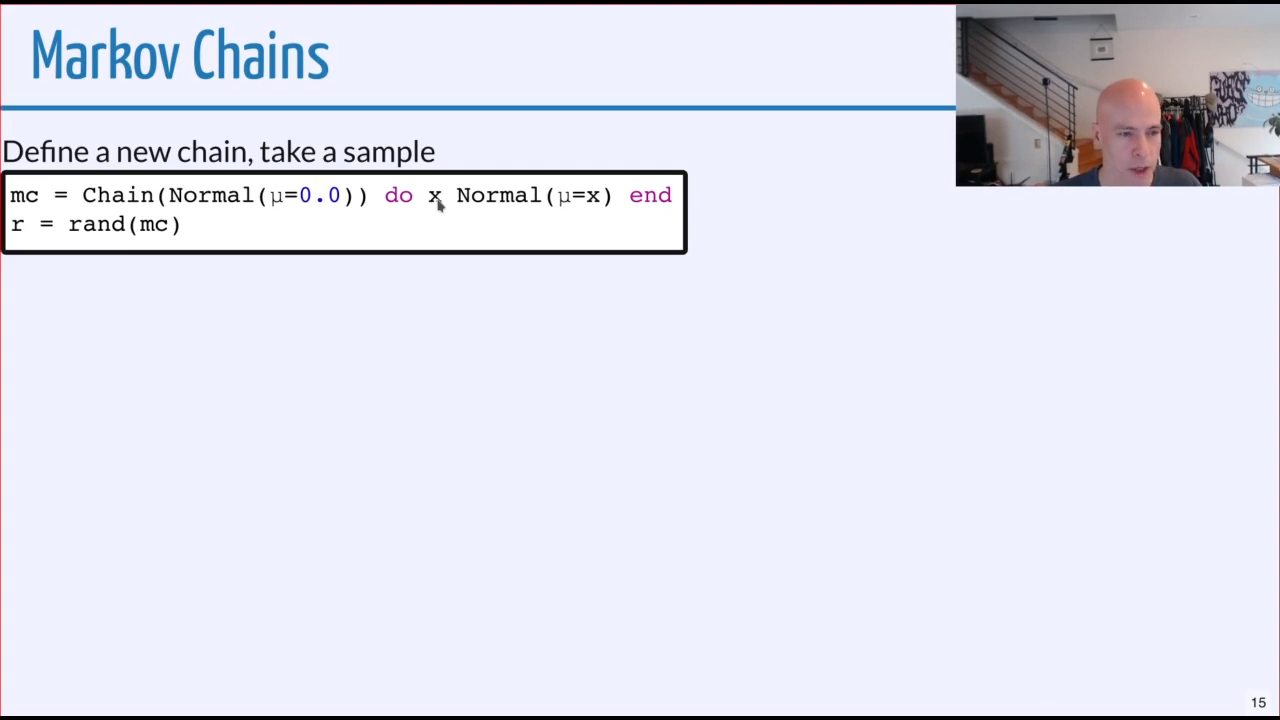 Markov Chains
Define a new chain, take a sample
mc = Chain(Normal(μ=0.0)) do x Normal(μ=x) end
r = rand(mc)
15